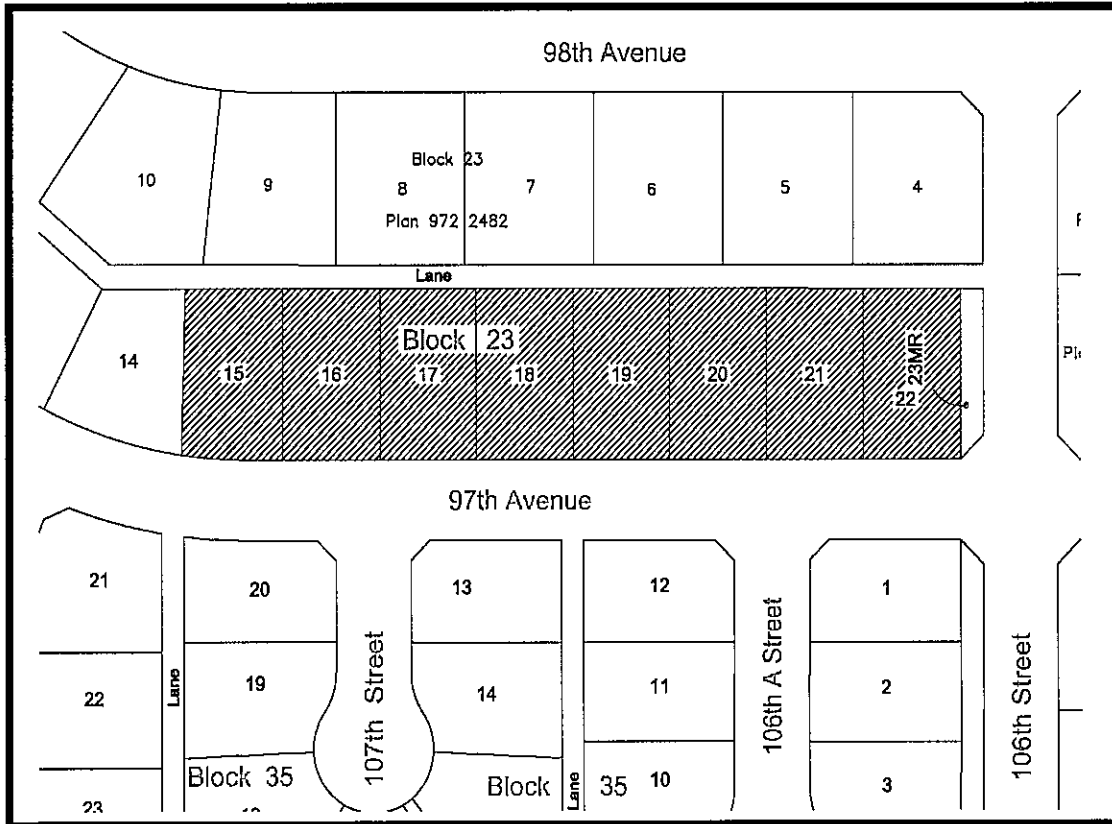 98th Avenue
Block 23
10
9
8
7
6
5
4
Plan 972 2482
Lane
Block 23
14
15
16
17
18
19
20
21
22
23MR
97th Avenue
21
20
13
12
1
22
Lane
19
107th Street
14
11
106th A Street
2
106th Street
23
Block 35
Block 35
Lane
10
3